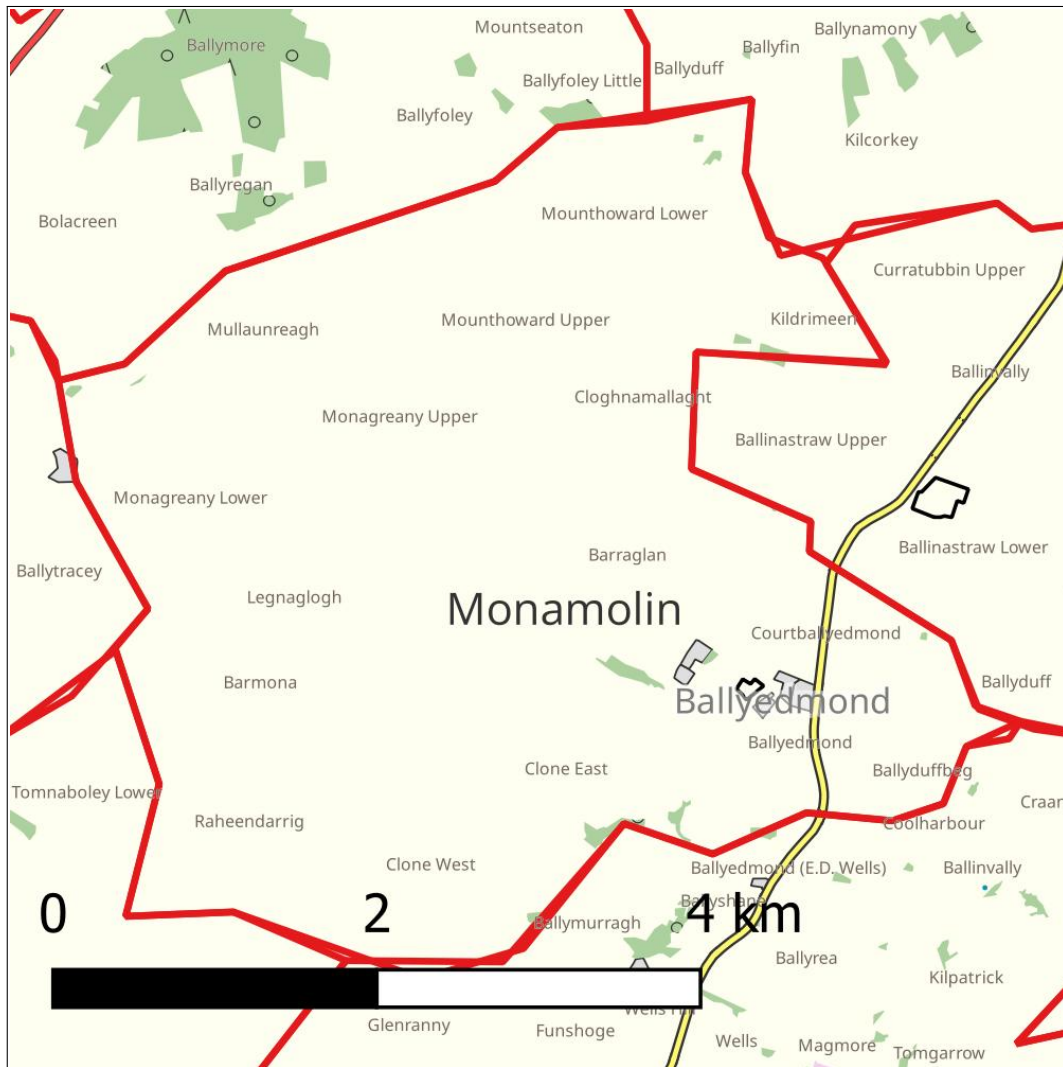 Mountseaton
Ballynamony
Ballymore
Ballyfin
Ballyduff
Ballyfoley Little
Ballyfoley
Kilcorkey
Ballyregan
Mounthoward Lower
Bolacreen
Curratubbin Upper
Mullaunreagh
Mounthoward Upper
Kildrimeen
Ballinvally
Cloghnamallaght
Monagreany Upper
Ballinastraw Upper
Monagreany Lower
Ballinastraw Lower
Barraglan
Ballytracey
Legnaglogh
Monamolin
Courtballyedmond
Barmona
Ballyduff
Ballyedmond
Ballyedmond
Clone East
Ballyduffbeg
Tomnaboley Lower
Craan
Raheendarrig
Coolharbour
Clone West
Ballyedmond (E.D. Wells)
Ballinvally
Ballyshane
0 2 4 km
Ballymurragh
Ballyrea
Kilpatrick
Wells Hill
Glenranny
Funshoge
Wells
Magmore
Tomgarrow